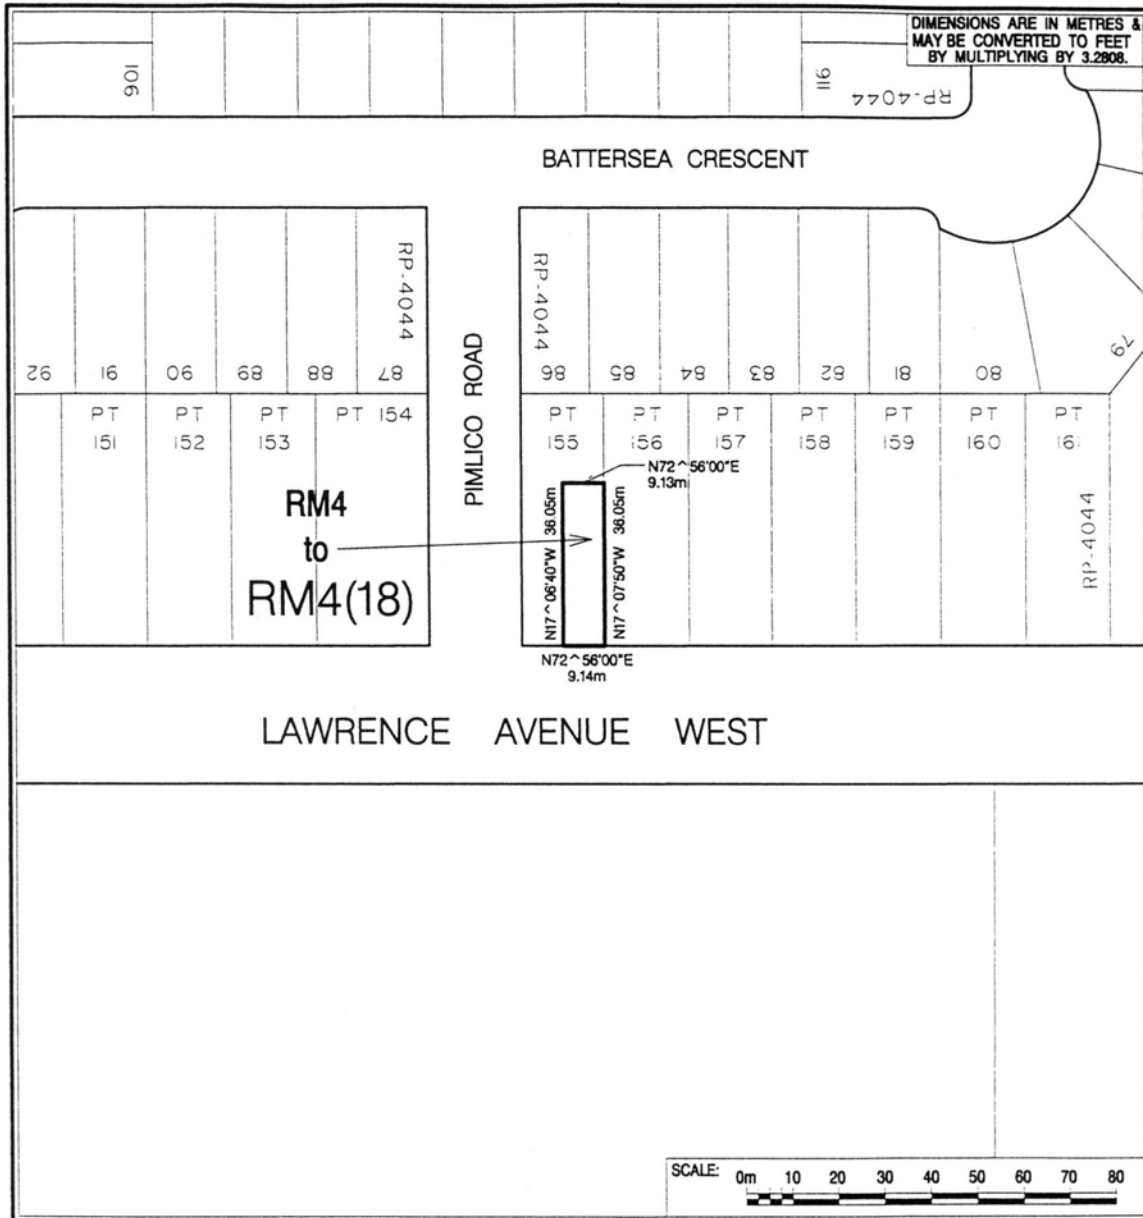 DIMENSIONS ARE IN METRES &
MAY BE CONVERTED TO FEET
BY MULTIPLYING BY 3.2808.
106
116
RP-4044
BATTERSEA CRESCENT
RP-4044
RP-4044
PIMLICO ROAD
92 91 90 89 88 87
86 85 84 83 82 81 80 79
PT 151
PT 152
PT 153
PT 154
PT 155
PT 156
PT 157
PT 158
PT 159
PT 160
PT 161
N72^56'00"E
9.13m
N17^06'40"W 36.05m
N17^07'50"W 36.05m
RM4
to
RM4(18)
RP-4044
N72^56'00"E
9.14m
LAWRENCE AVENUE WEST
SCALE: 0m 10 20 30 40 50 60 70 80